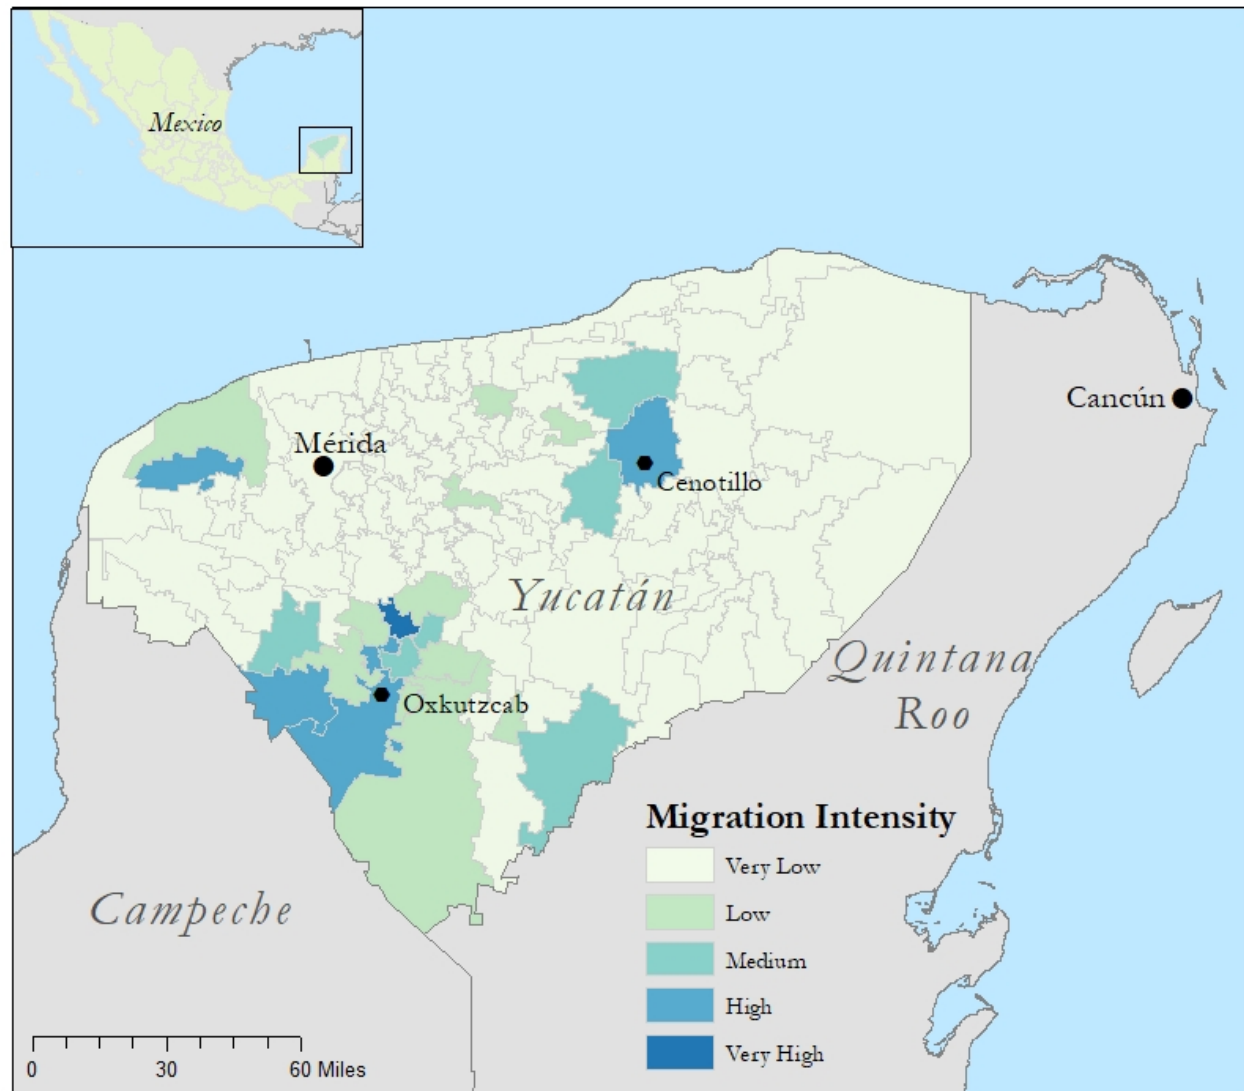 Mexico
Mérida
Cancún
Cenotillo
Yucatán
Quintana
Roo
Oxkutzcab
Campeche
Migration Intensity
Very Low
Low
Medium
High
Very High
0 30 60 Miles